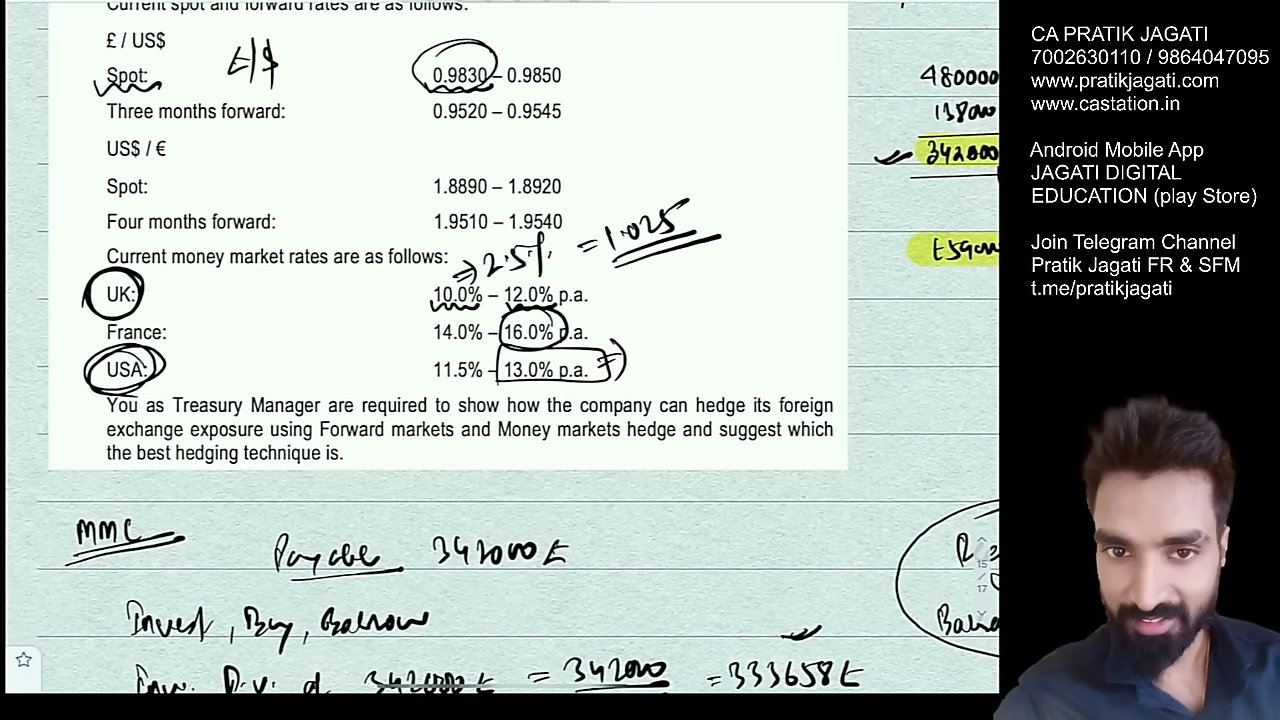 Current spot and forward rates are as follows:
£ / US$
£/$
Spot: 0.9830 – 0.9850
Three months forward: 0.9520 – 0.9545
US$ / €
Spot: 1.8890 – 1.8920
Four months forward: 1.9510 – 1.9540
Current money market rates are as follows:
⇒ 2.5% = 1.025
UK: 10.0% – 12.0% p.a.
France: 14.0% – 16.0% p.a.
USA: 11.5% – 13.0% p.a. ⇒
You as Treasury Manager are required to show how the company can hedge its foreign
exchange exposure using Forward markets and Money markets hedge and suggest which
the best hedging technique is.
480000
138000
342000
£59000
MMC
Payable 342000 £
Invest, Buy, Borrow
342000 £ = 342000 = 333658 £
15
/
17
CA PRATIK JAGATI
7002630110 / 9864047095
www.pratikjagati.com
www.castation.in
Android Mobile App
JAGATI DIGITAL
EDUCATION (play Store)
Join Telegram Channel
Pratik Jagati FR & SFM
t.me/pratikjagati